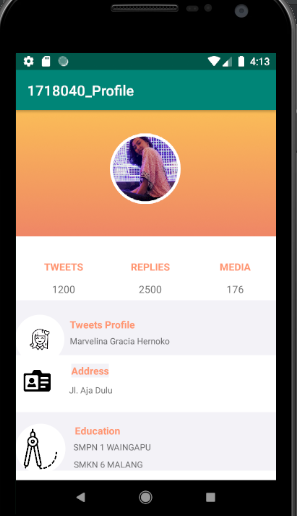 4:13
1718040_Profile
TWEETS REPLIES MEDIA
1200 2500 176
Tweets Profile
Marvelina Gracia Hernoko
Address
Jl. Aja Dulu
Education
SMPN 1 WAINGAPU
SMKN 6 MALANG